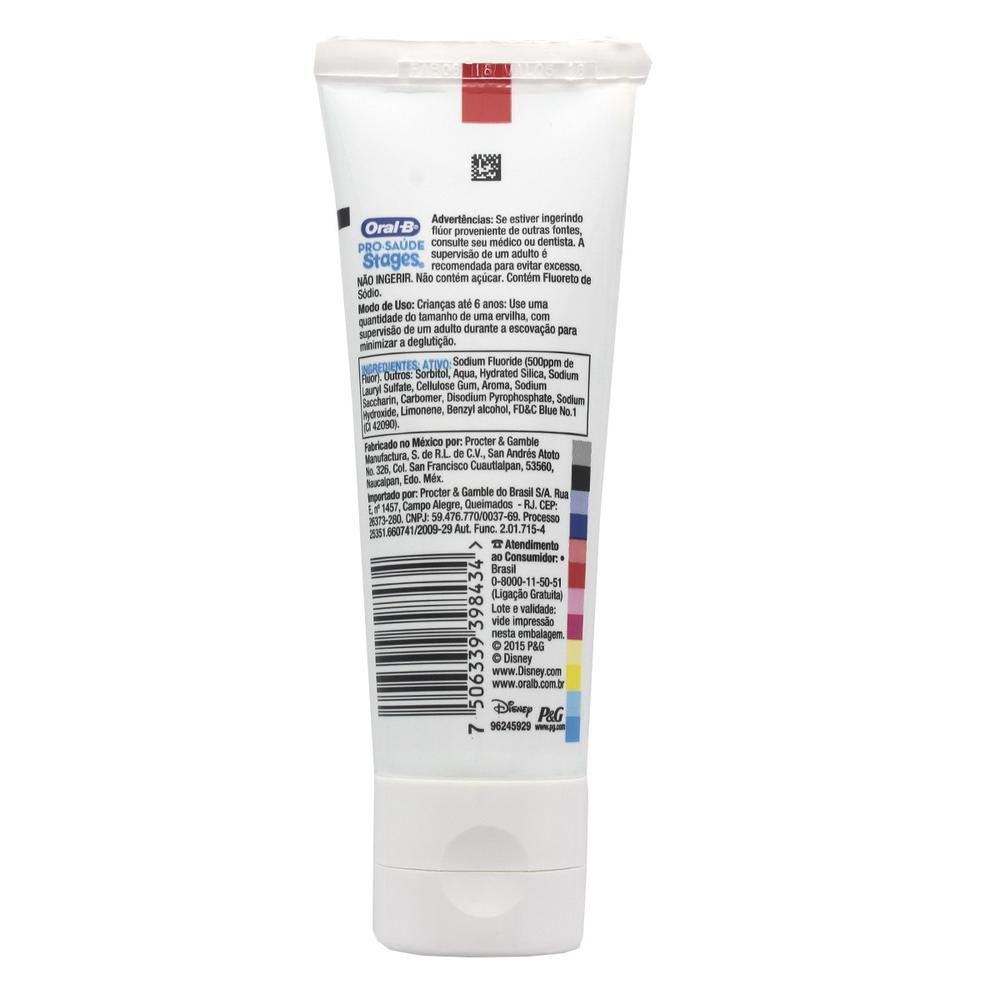 Oral-B
PRO-SAÚDE
Stages
Advertências: Se estiver ingerindo
flúor proveniente de outras fontes,
consulte seu médico ou dentista. A
supervisão de um adulto é
recomendada para evitar excesso.
NÃO INGERIR. Não contém açúcar. Contém Fluoreto de
Sódio.
Modo de Uso: Crianças até 6 anos: Use uma
quantidade do tamanho de uma ervilha, com
supervisão de um adulto durante a escovação para
minimizar a deglutição.
INGREDIENTES: ATIVO: Sodium Fluoride (500ppm de
Flúor). Outros: Sorbitol, Aqua, Hydrated Silica, Sodium
Lauryl Sulfate, Cellulose Gum, Aroma, Sodium
Saccharin, Carbomer, Disodium Pyrophosphate, Sodium
Hydroxide, Limonene, Benzyl alcohol, FD&C Blue No.1
(CI 42090).
Fabricado no México por: Procter & Gamble
Manufactura, S. de R.L. de C.V., San Andrés Atoto
No. 326, Col. San Francisco Cuautlalpan, 53560,
Naucalpan, Edo. Méx.
Importado por: Procter & Gamble do Brasil S/A. Rua
E, nº 1457, Campo Alegre, Queimados - RJ. CEP:
26373-280. CNPJ: 59.476.770/0037-69. Processo
25351.660741/2009-29 Aut. Func. 2.01.715-4
7 506339 398434 >
☎ Atendimento
ao Consumidor: •
Brasil
0-8000-11-50-51
(Ligação Gratuita)
Lote e validade:
vide impressão
nesta embalagem.
© 2015 P&G
© Disney
www.Disney.com
www.oralb.com.br
Disney P&G
96245929 www.pg.com